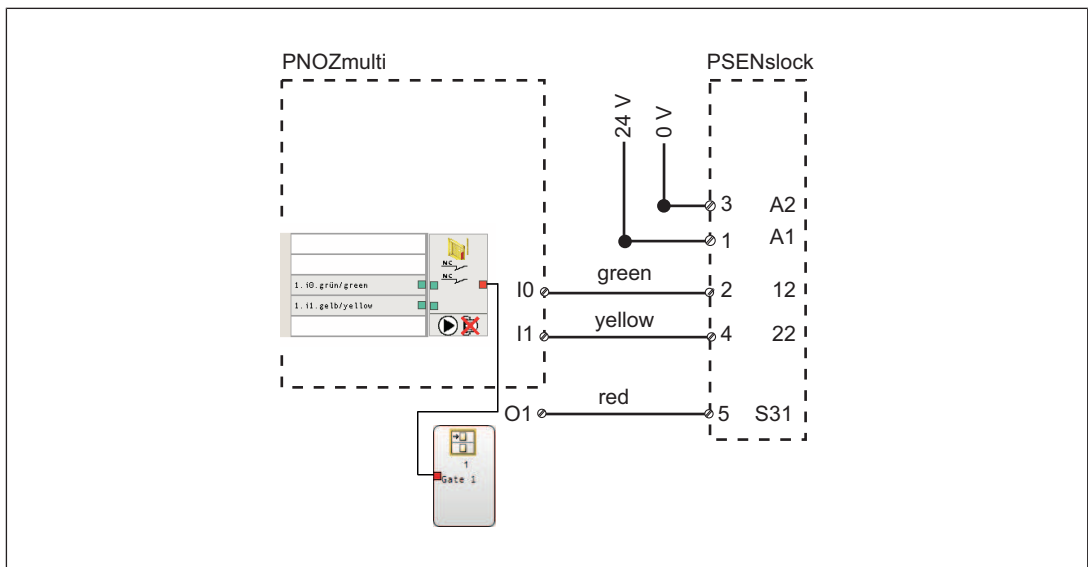 PNOZmulti
PSENslock
24 V
0 V
3 A2
1 A1
NC
NC
1.i0.grün/green
1.i1.gelb/yellow
I0 green 2 12
I1 yellow 4 22
O1 red 5 S31
1
Gate 1